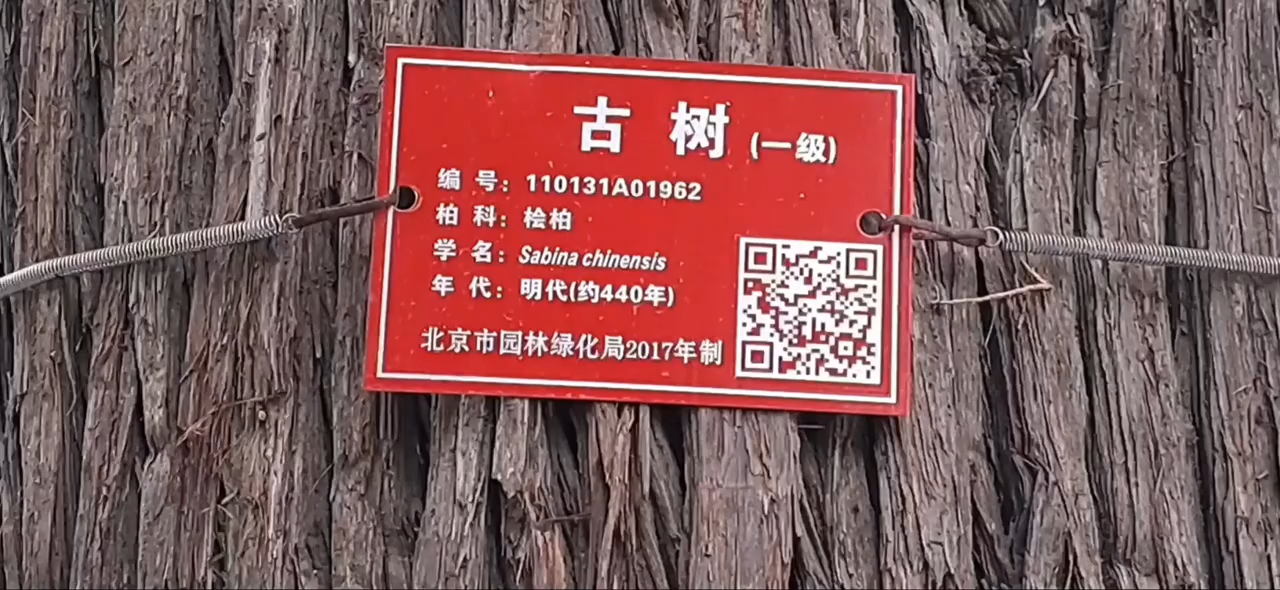 古树(一级)
编号：110131A01962
柏科：桧柏
学名：Sabina chinensis
年代：明代(约440年)
北京市园林绿化局2017年制